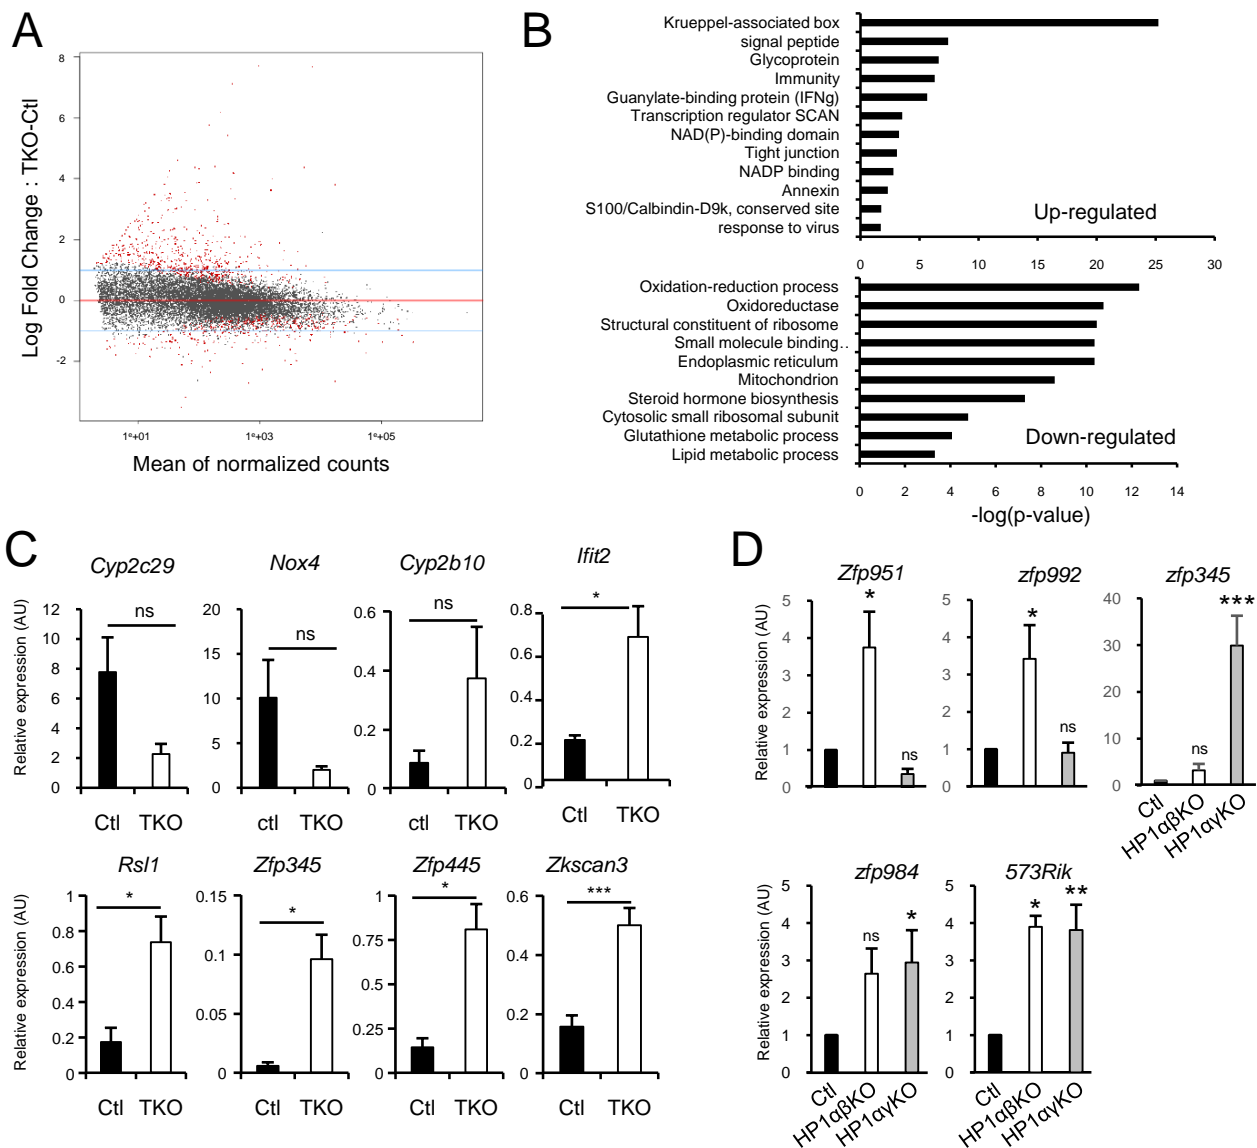 A
Log Fold Change : TKO-Ctl
8
6
4
2
0
-2
1e+01
1e+03
1e+05
Mean of normalized counts
B
Krueppel-associated box
signal peptide
Glycoprotein
Immunity
Guanylate-binding protein (IFNg)
Transcription regulator SCAN
NAD(P)-binding domain
Tight junction
NADP binding
Annexin
S100/Calbindin-D9k, conserved site
response to virus
Up-regulated
0 5 10 15 20 25 30
Oxidation-reduction process
Oxidoreductase
Structural constituent of ribosome
Small molecule binding..
Endoplasmic reticulum
Mitochondrion
Steroid hormone biosynthesis
Cytosolic small ribosomal subunit
Glutathione metabolic process
Lipid metabolic process
Down-regulated
0 2 4 6 8 10 12 14
-log(p-value)
C
Relative expression (AU)
Cyp2c29
ns
12
10
8
6
4
2
0
Ctl TKO
Nox4
ns
20
15
10
5
0
ctl TKO
Cyp2b10
ns
0.6
0.4
0.2
0
Ctl TKO
Ifit2
*
0.8
0.6
0.4
0.2
0
Ctl TKO
Relative expression (AU)
Rsl1
*
1
0.8
0.6
0.4
0.2
0
Ctl TKO
Zfp345
*
0.15
0.1
0.05
0
Ctl TKO
Zfp445
*
1
0.75
0.5
0.25
0
Ctl TKO
Zkscan3
***
0.6
0.4
0.2
0
Ctl TKO
D
Relative expression (AU)
Zfp951
*
ns
5
4
3
2
1
0
zfp992
*
ns
5
4
3
2
1
0
zfp345
ns
***
40
30
20
10
0
Ctl
HP1αβKO
HP1αγKO
Relative expression (AU)
zfp984
ns
*
5
4
3
2
1
0
Ctl
HP1αβKO
HP1αγKO
573Rik
*
**
5
4
3
2
1
0
Ctl
HP1αβKO
HP1αγKO